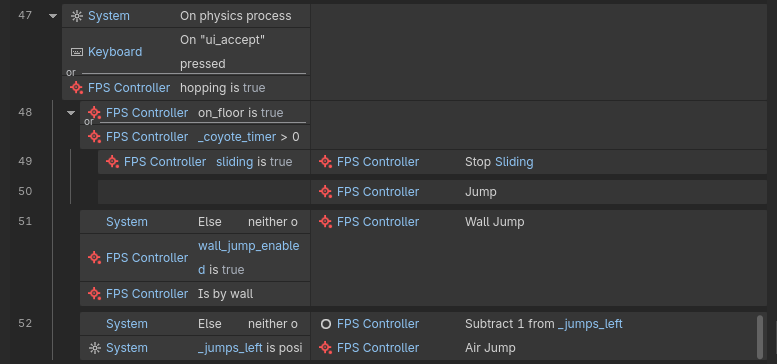 47 System On physics process
Keyboard On "ui_accept"
pressed
or
FPS Controller hopping is true
48 FPS Controller on_floor is true
or
FPS Controller _coyote_timer > 0
49 FPS Controller sliding is true FPS Controller Stop Sliding
50 FPS Controller Jump
51 System Else neither o FPS Controller Wall Jump
wall_jump_enable
FPS Controller d is true
FPS Controller Is by wall
52 System Else neither o FPS Controller Subtract 1 from _jumps_left
System _jumps_left is posi FPS Controller Air Jump